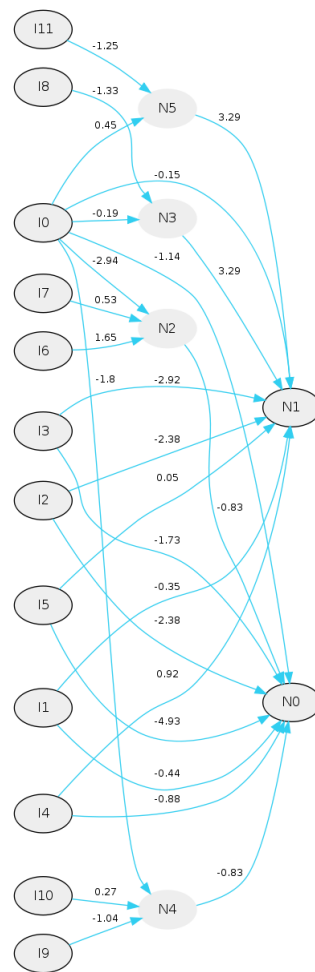 I11
-1.25
I8
-1.33
N5
0.45
3.29
-0.15
I0
-0.19
N3
-1.14
-2.94
3.29
I7
0.53
N2
I6
1.65
-1.8
-2.92
N1
I3
-2.38
0.05
I2
-0.83
-1.73
-0.35
I5
-2.38
0.92
N0
I1
-4.93
-0.44
-0.88
I4
I10
0.27
-0.83
N4
-1.04
I9